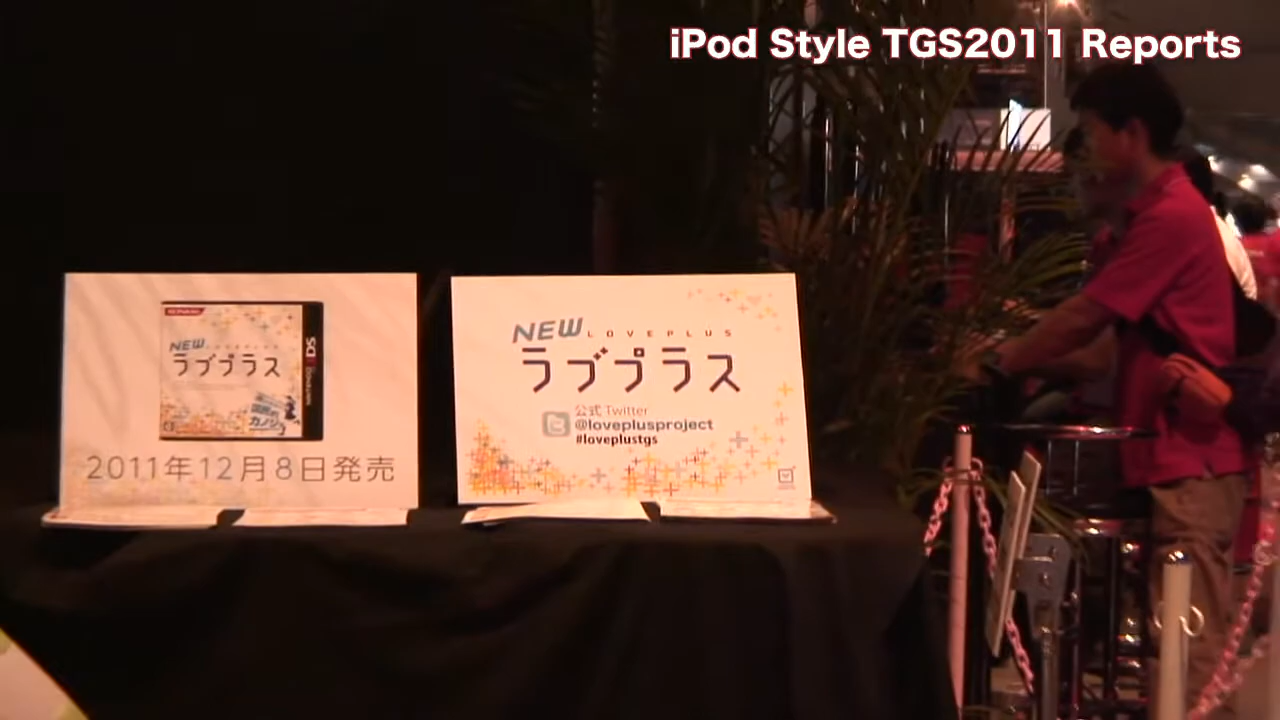 iPod Style TGS2011 Reports
KONAMI
NEW
ラブプラス
2011年12月8日発売
NEW LOVEPLUS
ラブプラス
公式 Twitter
@loveplusproject
#loveplustgs